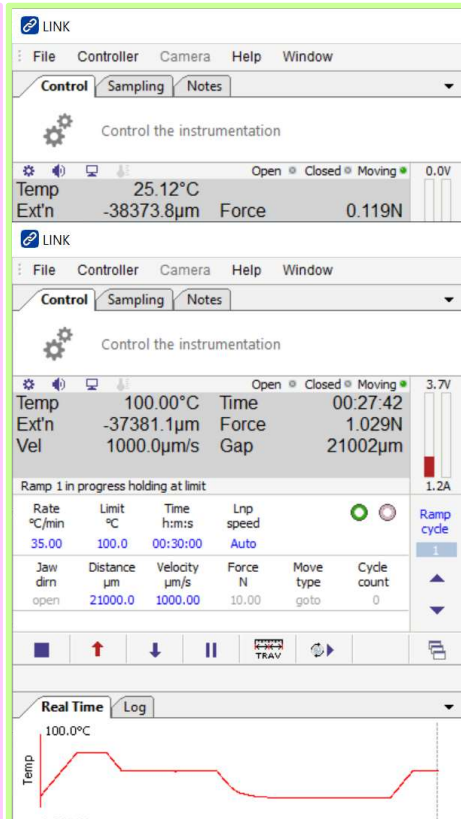 LINK
File Controller Camera Help Window
Control Sampling Notes
Control the instrumentation
Open Closed Moving 0.0V
Temp 25.12°C
Ext'n -38373.8µm Force 0.119N
LINK
File Controller Camera Help Window
Control Sampling Notes
Control the instrumentation
Open Closed Moving 3.7V
Temp 100.00°C Time 00:27:42
Ext'n -37381.1µm Force 1.029N
Vel 1000.0µm/s Gap 21002µm
Ramp 1 in progress holding at limit 1.2A
Rate Limit Time Lnp Ramp
°C/min °C h:m:s speed cycle
35.00 100.0 00:30:00 Auto 1
Jaw Distance Velocity Force Move Cycle
dirn µm µm/s N type count
open 21000.0 1000.00 10.00 goto 0
TRAV
Real Time Log
100.0°C
Temp